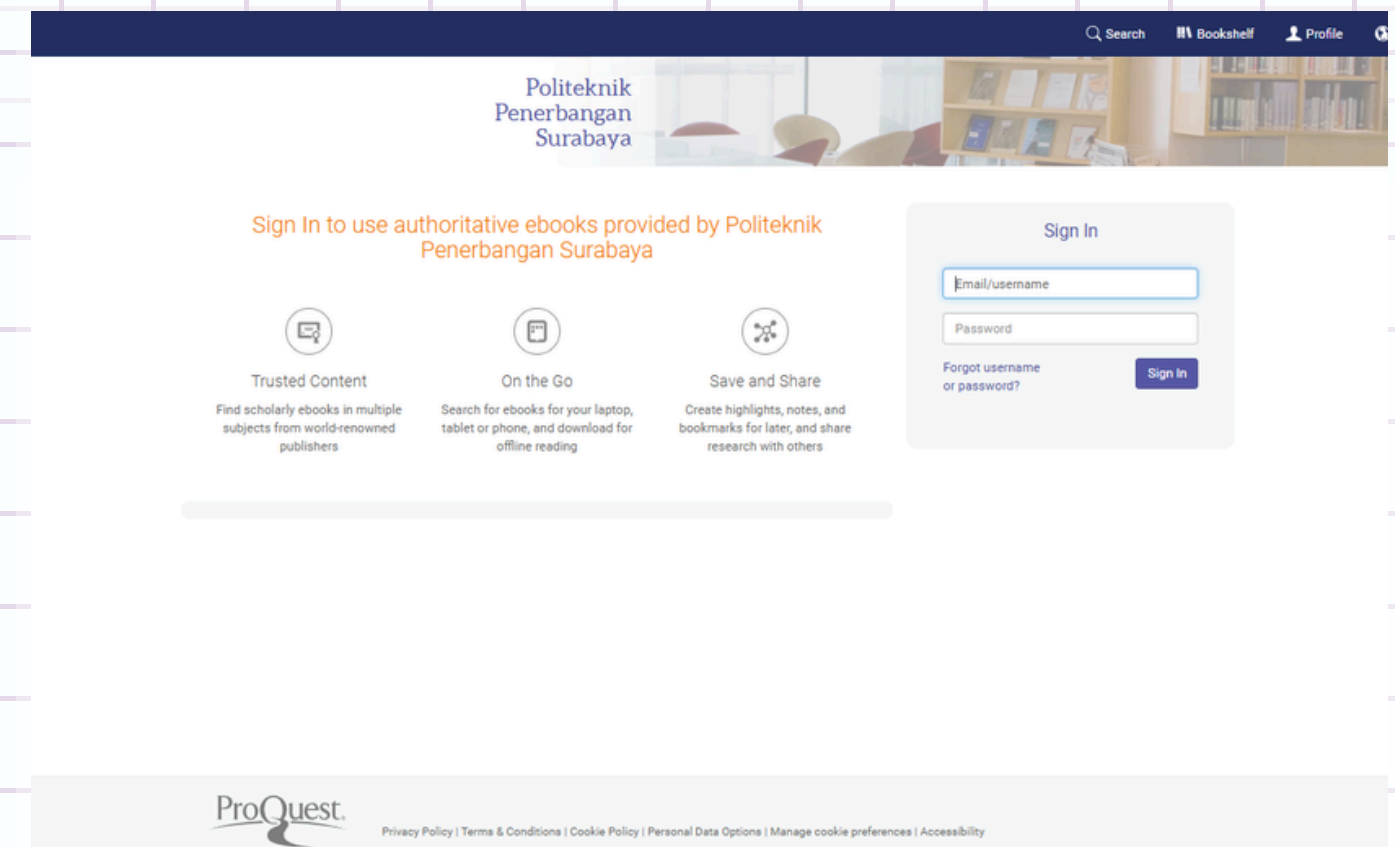 Search Bookshelf Profile
Politeknik
Penerbangan
Surabaya
Sign In to use authoritative ebooks provided by Politeknik
Penerbangan Surabaya
Trusted Content
Find scholarly ebooks in multiple
subjects from world-renowned
publishers
On the Go
Search for ebooks for your laptop,
tablet or phone, and download for
offline reading
Save and Share
Create highlights, notes, and
bookmarks for later, and share
research with others
Sign In
Email/username
Password
Forgot username
or password?
Sign In
ProQuest
Privacy Policy | Terms & Conditions | Cookie Policy | Personal Data Options | Manage cookie preferences | Accessibility